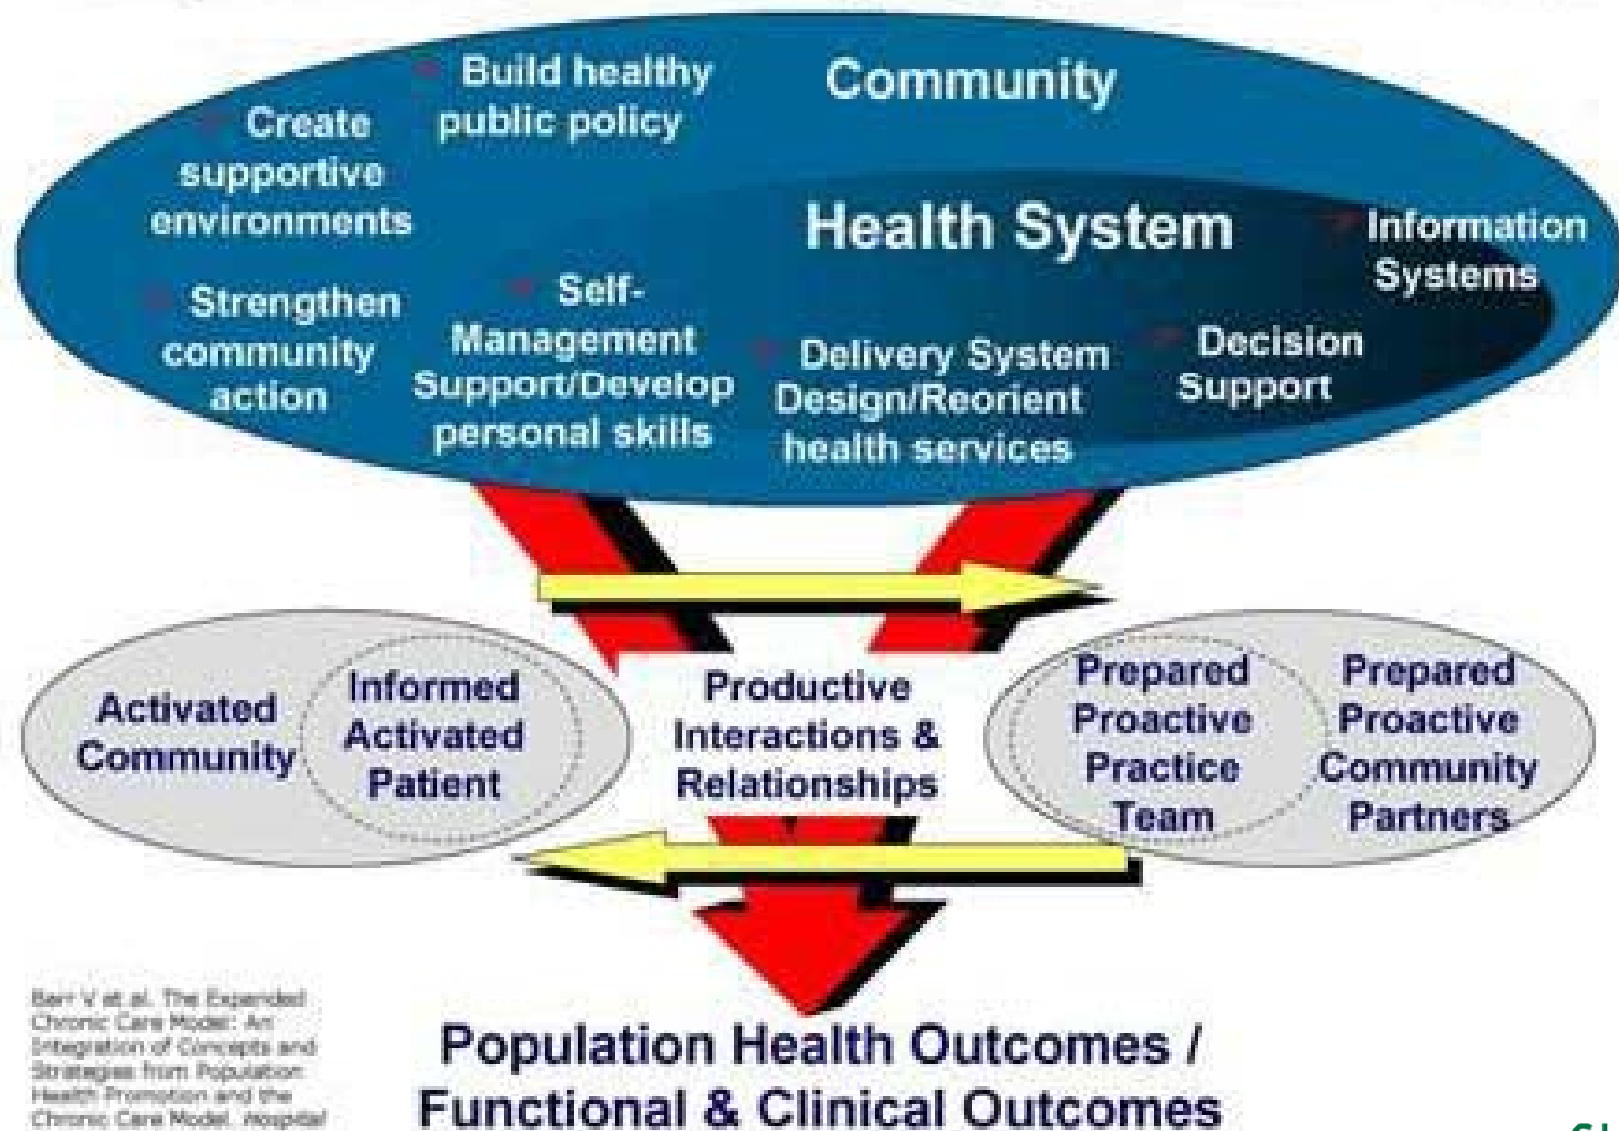 Community
Build healthy
public policy
Create
supportive
environments
Health System
Information
Systems
Strengthen
community
action
Self-
Management
Support/Develop
personal skills
Delivery System
Design/Reorient
health services
Decision
Support
Activated
Community
Informed
Activated
Patient
Productive
Interactions &
Relationships
Prepared
Proactive
Practice
Team
Prepared
Proactive
Community
Partners
Population Health Outcomes /
Functional & Clinical Outcomes
Barr V et al. The Expanded
Chronic Care Model: An
Integration of Concepts and
Strategies from Population
Health Promotion and the
Chronic Care Model. Hospital